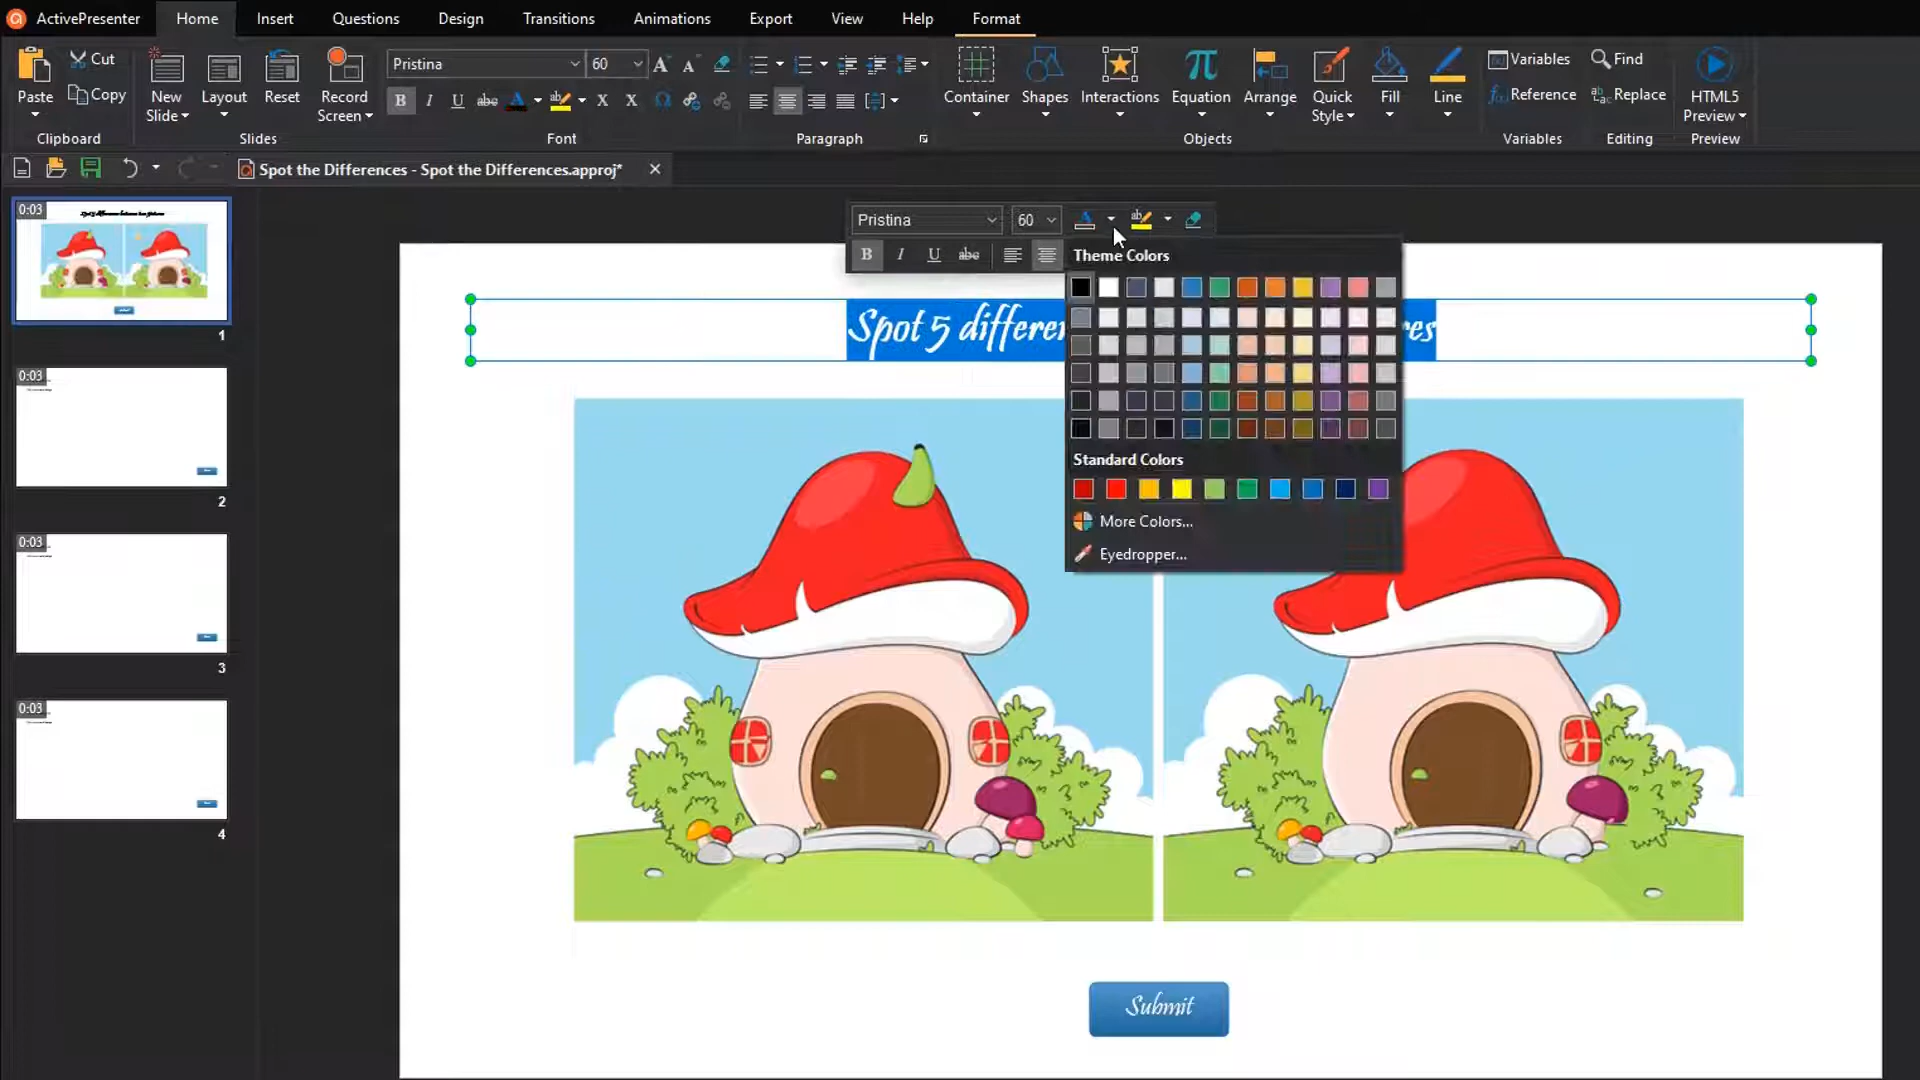 ActivePresenter Home Insert Questions Design Transitions Animations Export View Help Format
Paste Cut Copy Clipboard
New Slide Layout Reset Record Screen Slides
Pristina 60
B I U abc X X Font
Paragraph
Container Shapes Interactions Equation Arrange Quick Style Fill Line Objects
Variables Reference Variables
Find Replace Editing
HTML5 Preview Preview
Spot the Differences - Spot the Differences.approj*
0:03
1
0:03
2
0:03
3
0:03
4
Pristina 60
B I U abc
Theme Colors
Standard Colors
More Colors...
Eyedropper...
Spot 5
Submit